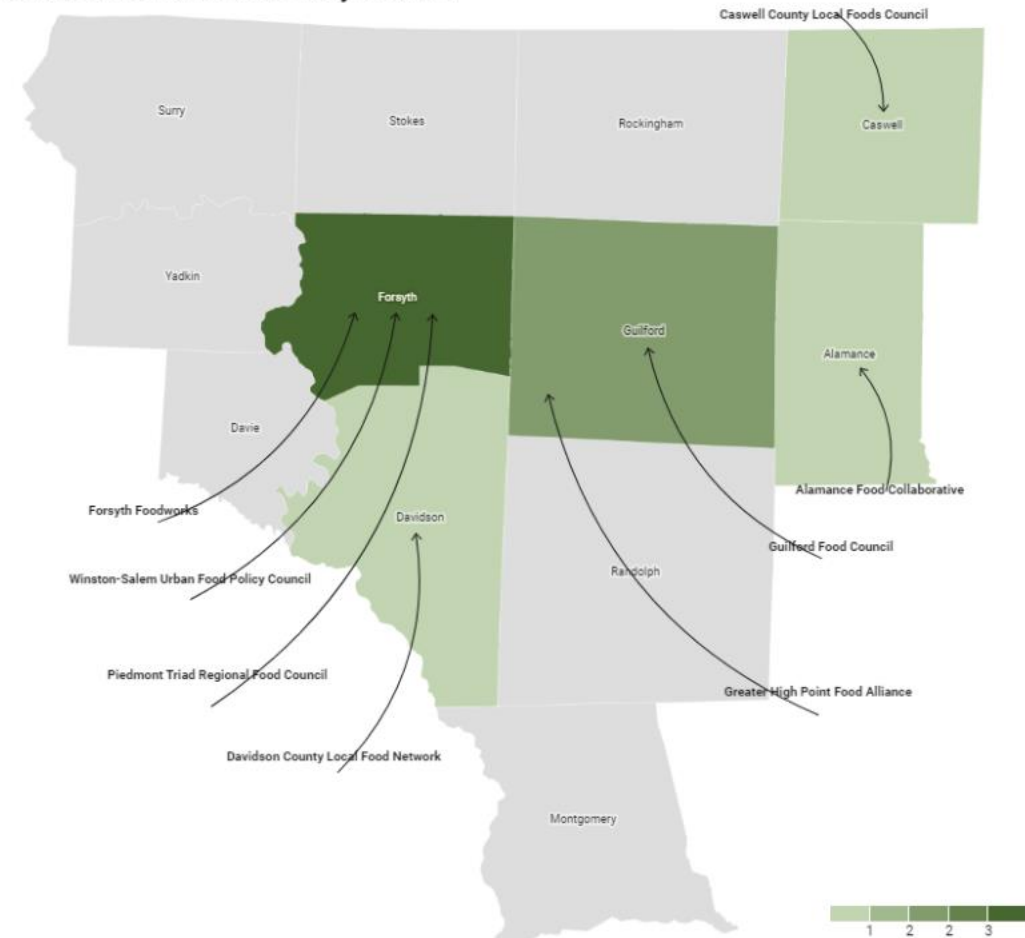 Caswell County Local Foods Council
Surry
Stokes
Rockingham
Caswell
Yadkin
Forsyth
Guilford
Alamance
Davie
Alamance Food Collaborative
Forsyth Foodworks
Davidson
Guilford Food Council
Randolph
Winston-Salem Urban Food Policy Council
Piedmont Triad Regional Food Council
Greater High Point Food Alliance
Davidson County Local Food Network
Montgomery
1 2 2 3